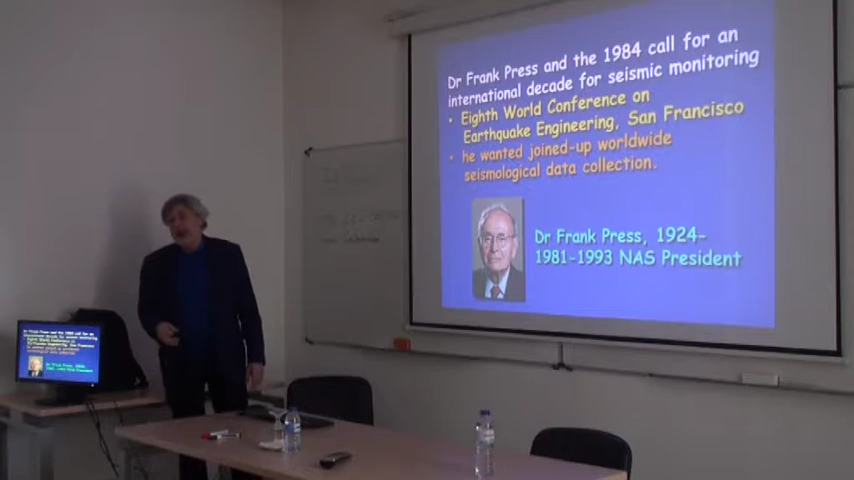 Dr Frank Press and the 1984 call for an
international decade for seismic monitoring
• Eighth World Conference on
Earthquake Engineering, San Francisco
• he wanted joined-up worldwide
seismological data collection.
Dr Frank Press, 1924-
1981-1993 NAS President